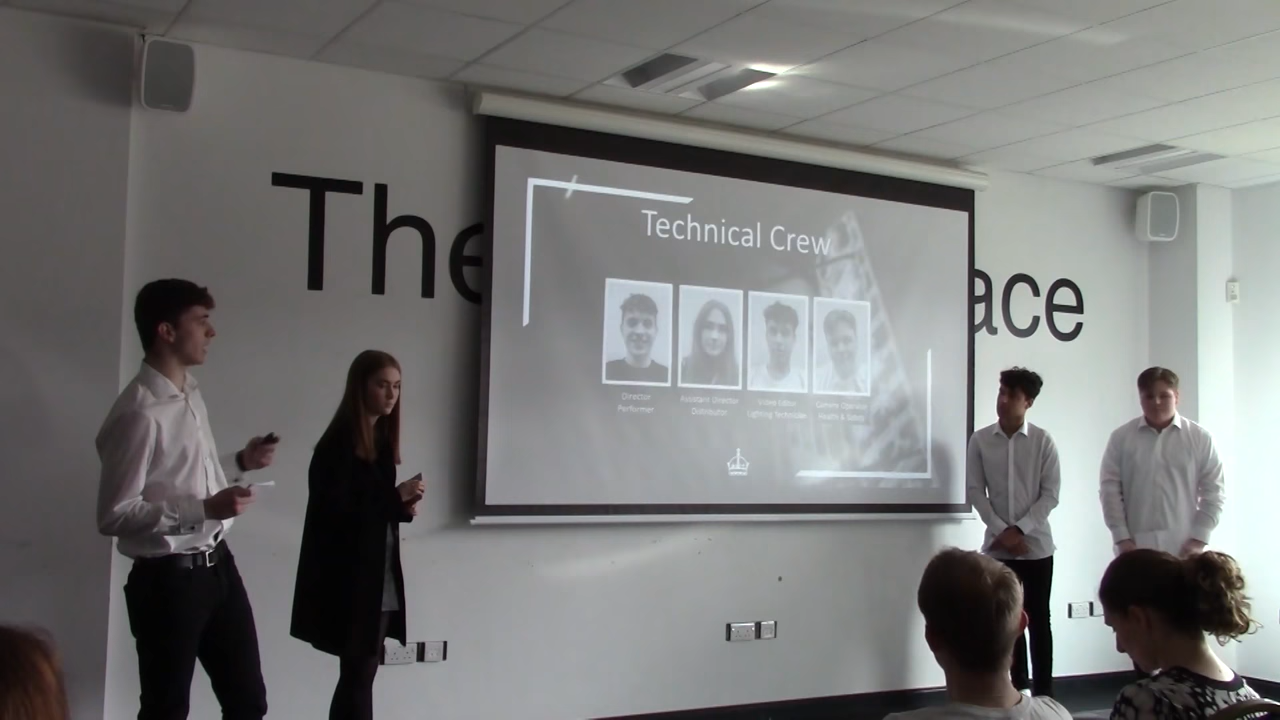 The
ace
Technical Crew
Director
Performer
Assistant Director
Distributor
Video Editor
Lighting Technician
Camera Operator
Health & Safety